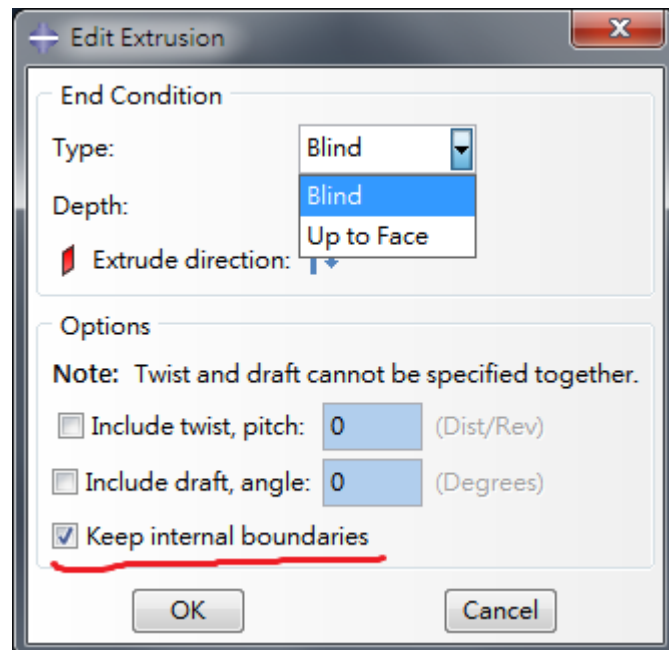 Edit Extrusion
End Condition
Type: Blind
Blind
Depth:
Up to Face
Extrude direction:
Options
Note: Twist and draft cannot be specified together.
Include twist, pitch: 0 (Dist/Rev)
Include draft, angle: 0 (Degrees)
Keep internal boundaries
OK Cancel